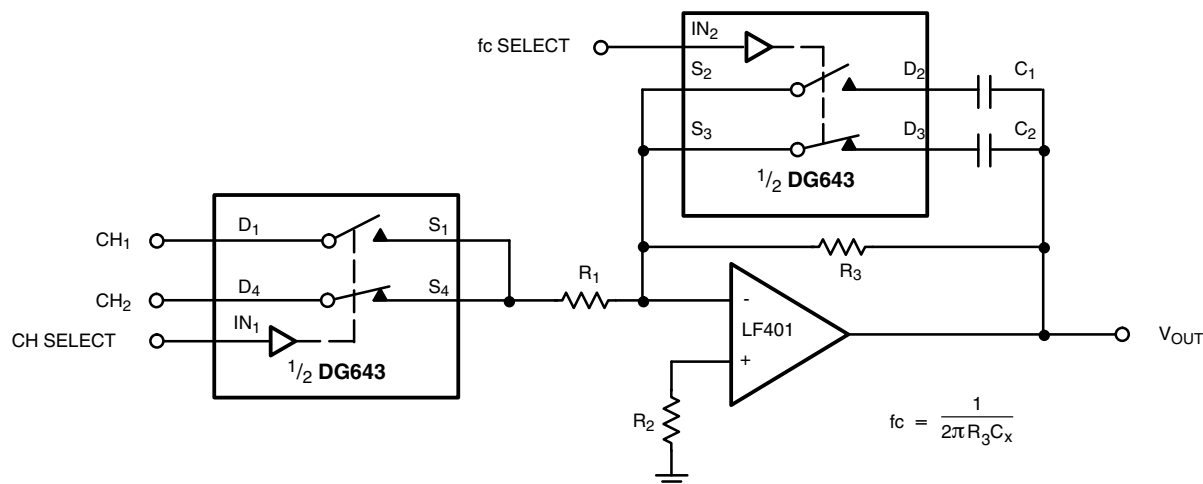 fc SELECT
IN2
S2
D2
C1
S3
D3
C2
1/2 DG643
CH1
D1
S1
CH2
D4
S4
CH SELECT
IN1
1/2 DG643
R1
R3
-
LF401
+
R2
VOUT
fc = 1 / 2πR3Cx